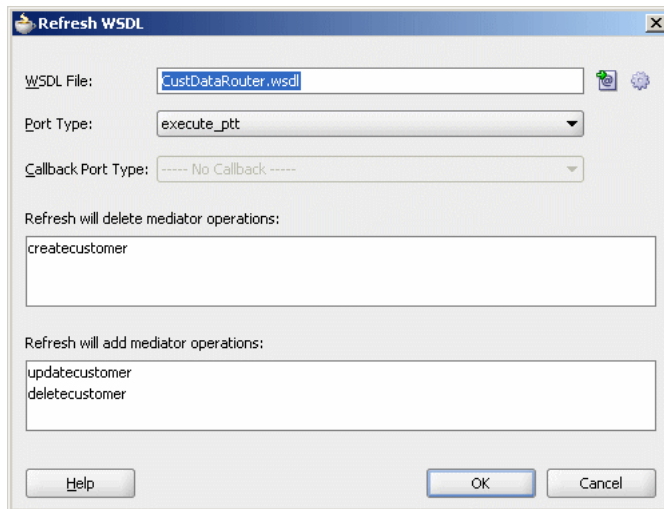 Refresh WSDL
WSDL File: CustDataRouter.wsdl
Port Type: execute_ptt
Callback Port Type: ----- No Callback -----
Refresh will delete mediator operations:
createcustomer
Refresh will add mediator operations:
updatecustomer
deletecustomer
Help OK Cancel